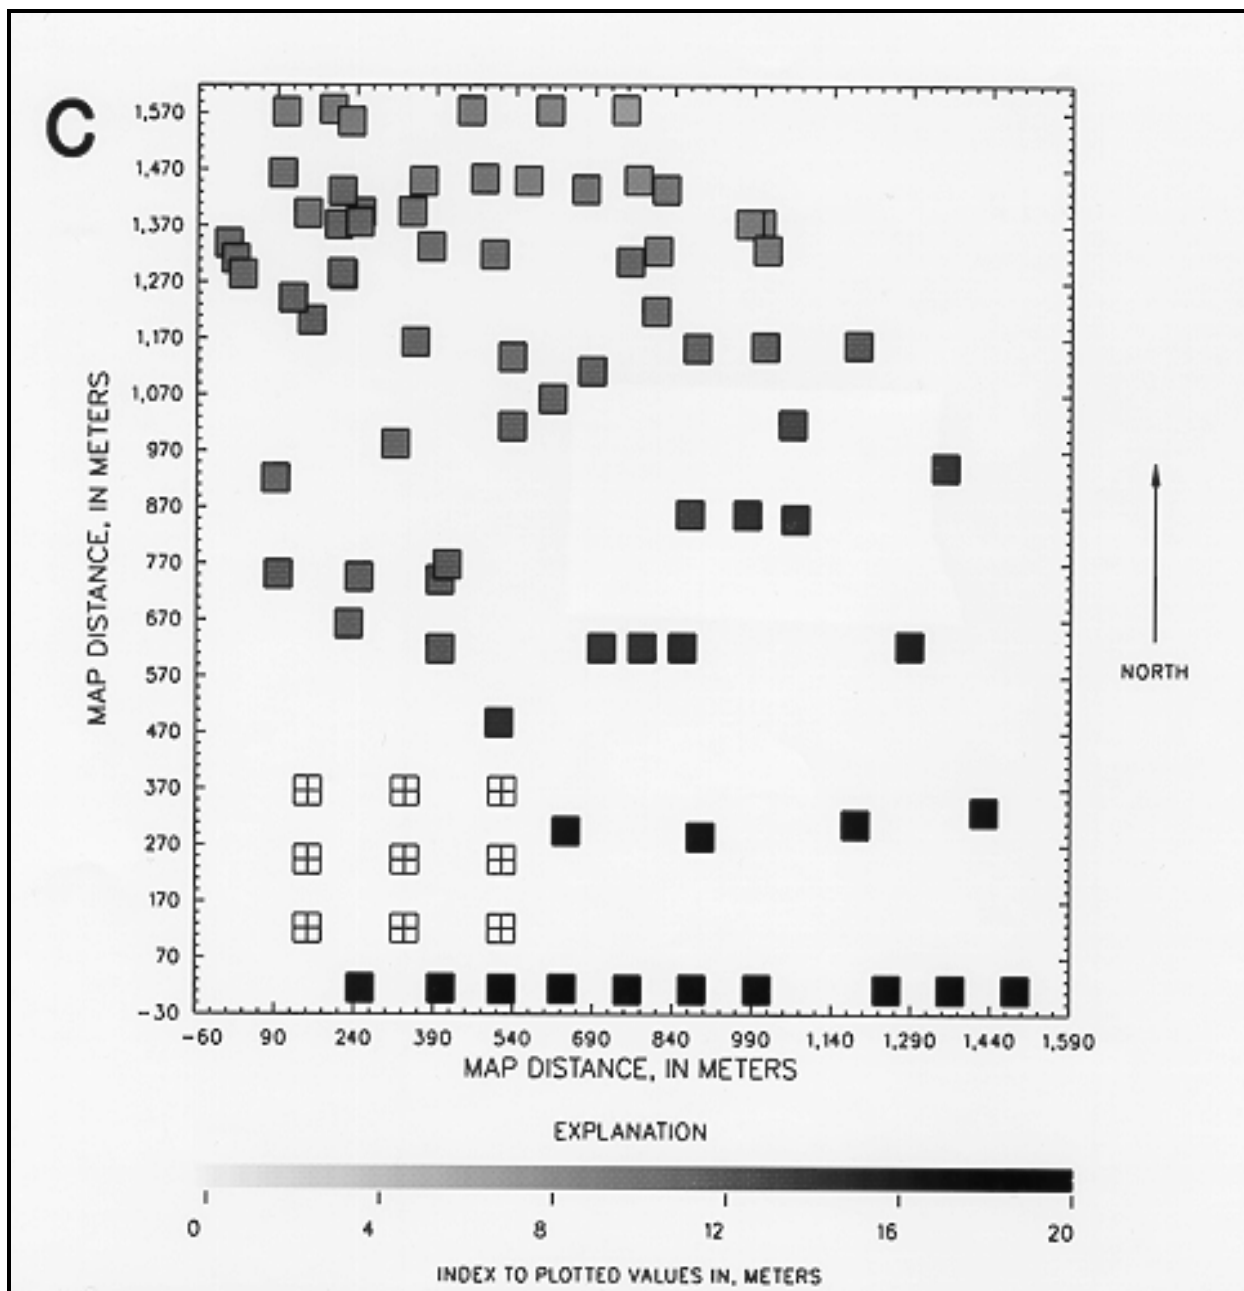 C
1,570
1,470
1,370
1,270
1,170
1,070
970
870
770
670
570
470
370
270
170
70
-30
MAP DISTANCE, IN METERS
-60 90 240 390 540 690 840 990 1,140 1,290 1,440 1,590
MAP DISTANCE, IN METERS
NORTH
EXPLANATION
0 4 8 12 16 20
INDEX TO PLOTTED VALUES IN, METERS